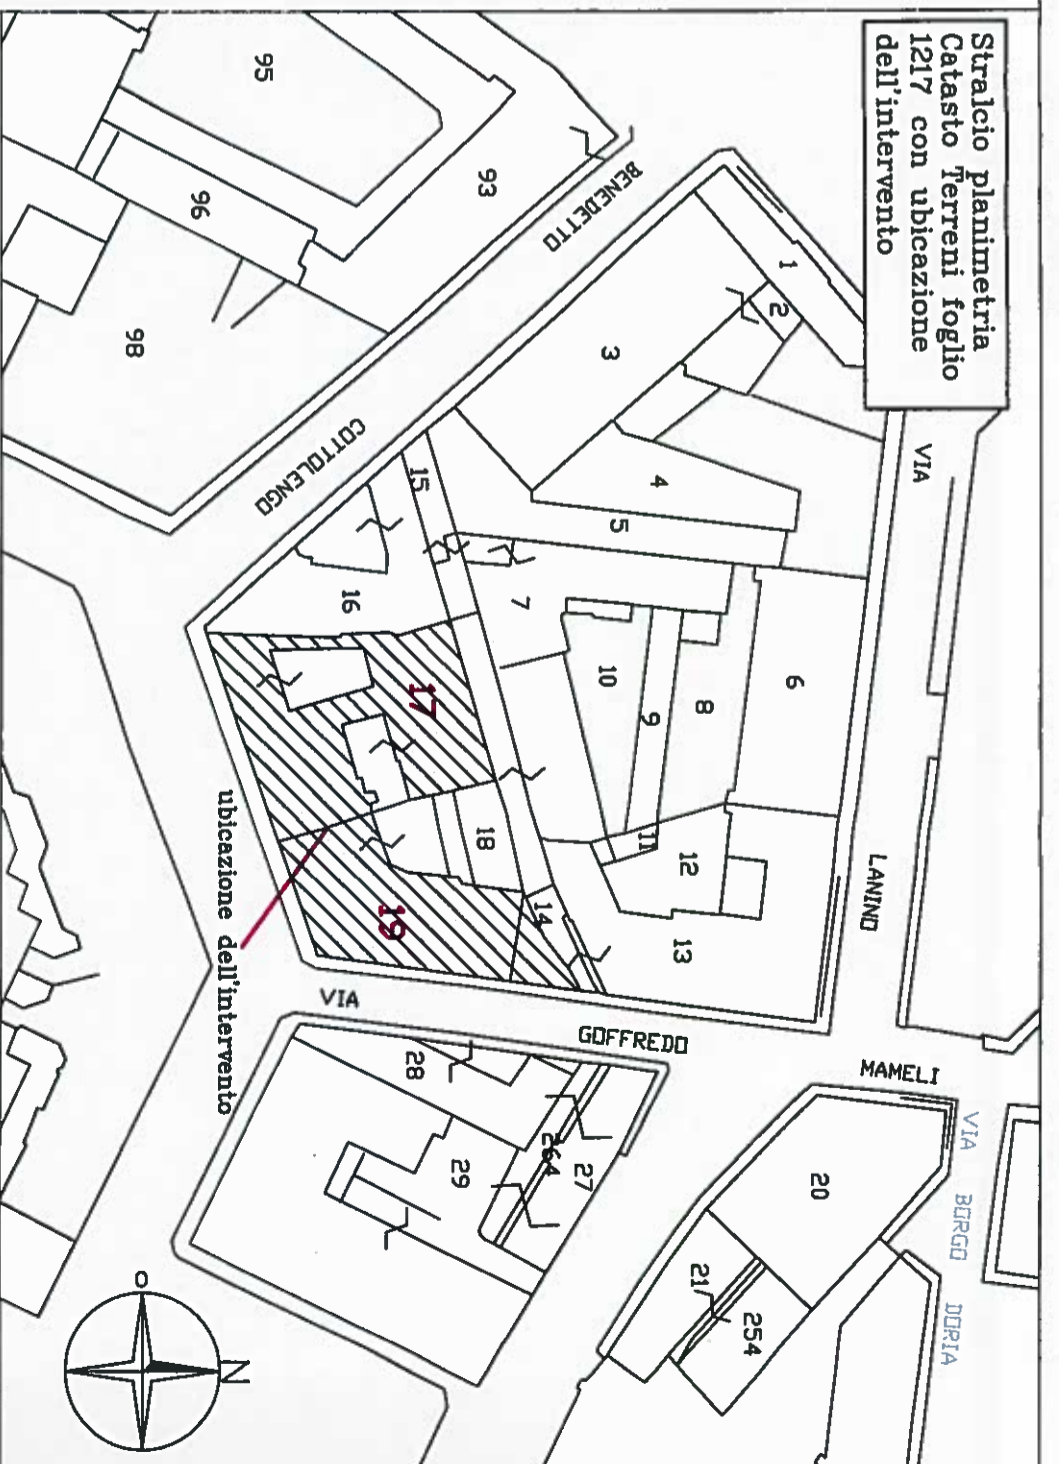 Stralcio planimetria
Catasto Terreni foglio
1217 con ubicazione
dell'intervento
VIA
LANINO
MAMELI
VIA BORGO DORIA
BENEDETTO
COTTOLENGO
VIA
GOFFREDO
95
93
96
98
1
2
3
4
5
6
7
8
9
10
11
12
13
14
15
16
17
18
19
20
21
254
27
264
28
29
ubicazione dell'intervento
N
O